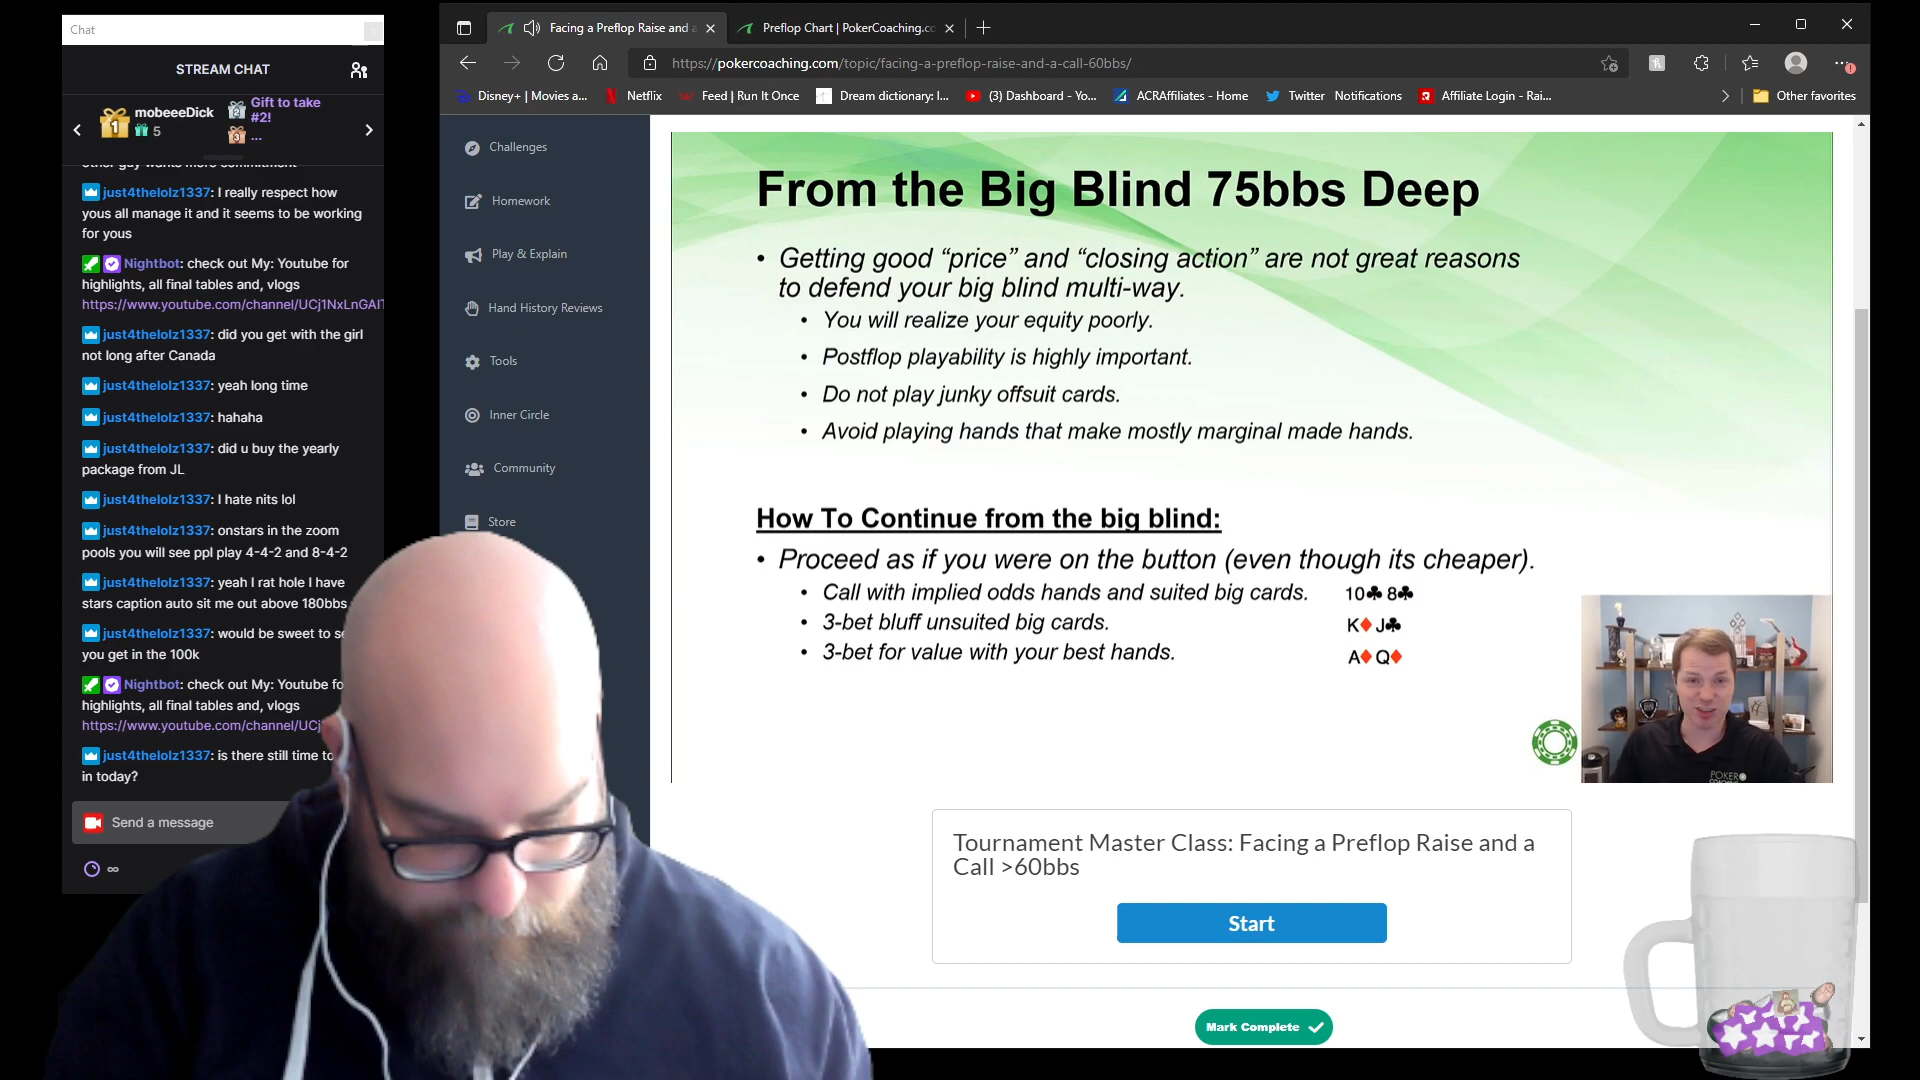 Chat
STREAM CHAT
mobeeeDick
5
Gift to take
#2!
...
just4thelolz1337: I really respect how
yous all manage it and it seems to be working
for yous
Nightbot: check out My: Youtube for
highlights, all final tables and, vlogs
https://www.youtube.com/channel/UCj1NxLnGAIT
just4thelolz1337: did you get with the girl
not long after Canada
just4thelolz1337: yeah long time
just4thelolz1337: hahaha
just4thelolz1337: did u buy the yearly
package from JL
just4thelolz1337: I hate nits lol
just4thelolz1337: onstars in the zoom
pools you will see ppl play 4-4-2 and 8-4-2
just4thelolz1337: yeah I rat hole I have
stars caption auto sit me out above 180bbs
just4thelolz1337: would be sweet to
you get in the 100k
Nightbot: check out My: Youtube fo
highlights, all final tables and, vlogs
https://www.youtube.com/channel/UCj
just4thelolz1337: is there still time to
in today?
Send a message
∞
Facing a Preflop Raise and a
Preflop Chart | PokerCoaching.co
https://pokercoaching.com/topic/facing-a-preflop-raise-and-a-call-60bbs/
Disney+ | Movies a...
Netflix
Feed | Run It Once
Dream dictionary: I...
(3) Dashboard - Yo...
ACRAffiliates - Home
Twitter
Notifications
Affiliate Login - Rai...
Other favorites
Challenges
Homework
Play & Explain
Hand History Reviews
Tools
Inner Circle
Community
Store
From the Big Blind 75bbs Deep
• Getting good “price” and “closing action” are not great reasons
to defend your big blind multi-way.
• You will realize your equity poorly.
• Postflop playability is highly important.
• Do not play junky offsuit cards.
• Avoid playing hands that make mostly marginal made hands.
How To Continue from the big blind:
• Proceed as if you were on the button (even though its cheaper).
• Call with implied odds hands and suited big cards. 10♣ 8♣
• 3-bet bluff unsuited big cards. K♦ J♣
• 3-bet for value with your best hands. A♦ Q♦
POKER
Tournament Master Class: Facing a Preflop Raise and a
Call >60bbs
Start
Mark Complete